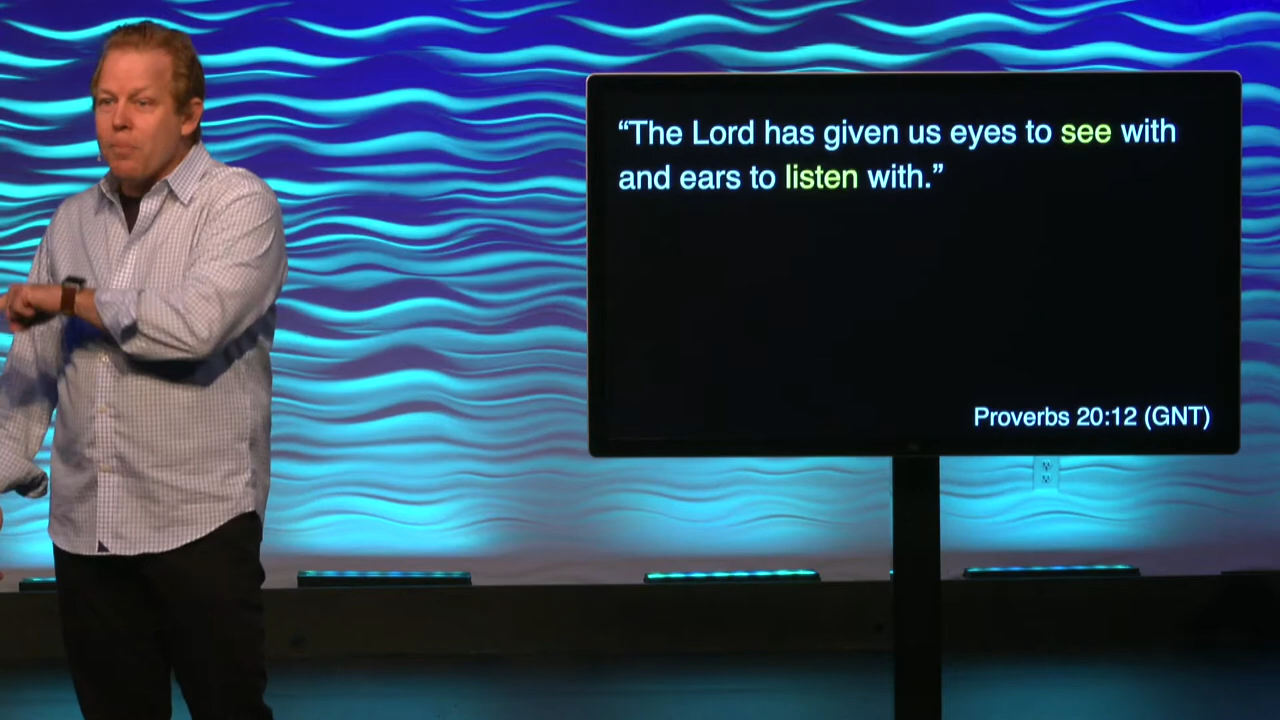 “The Lord has given us eyes to see with
and ears to listen with.”
Proverbs 20:12 (GNT)